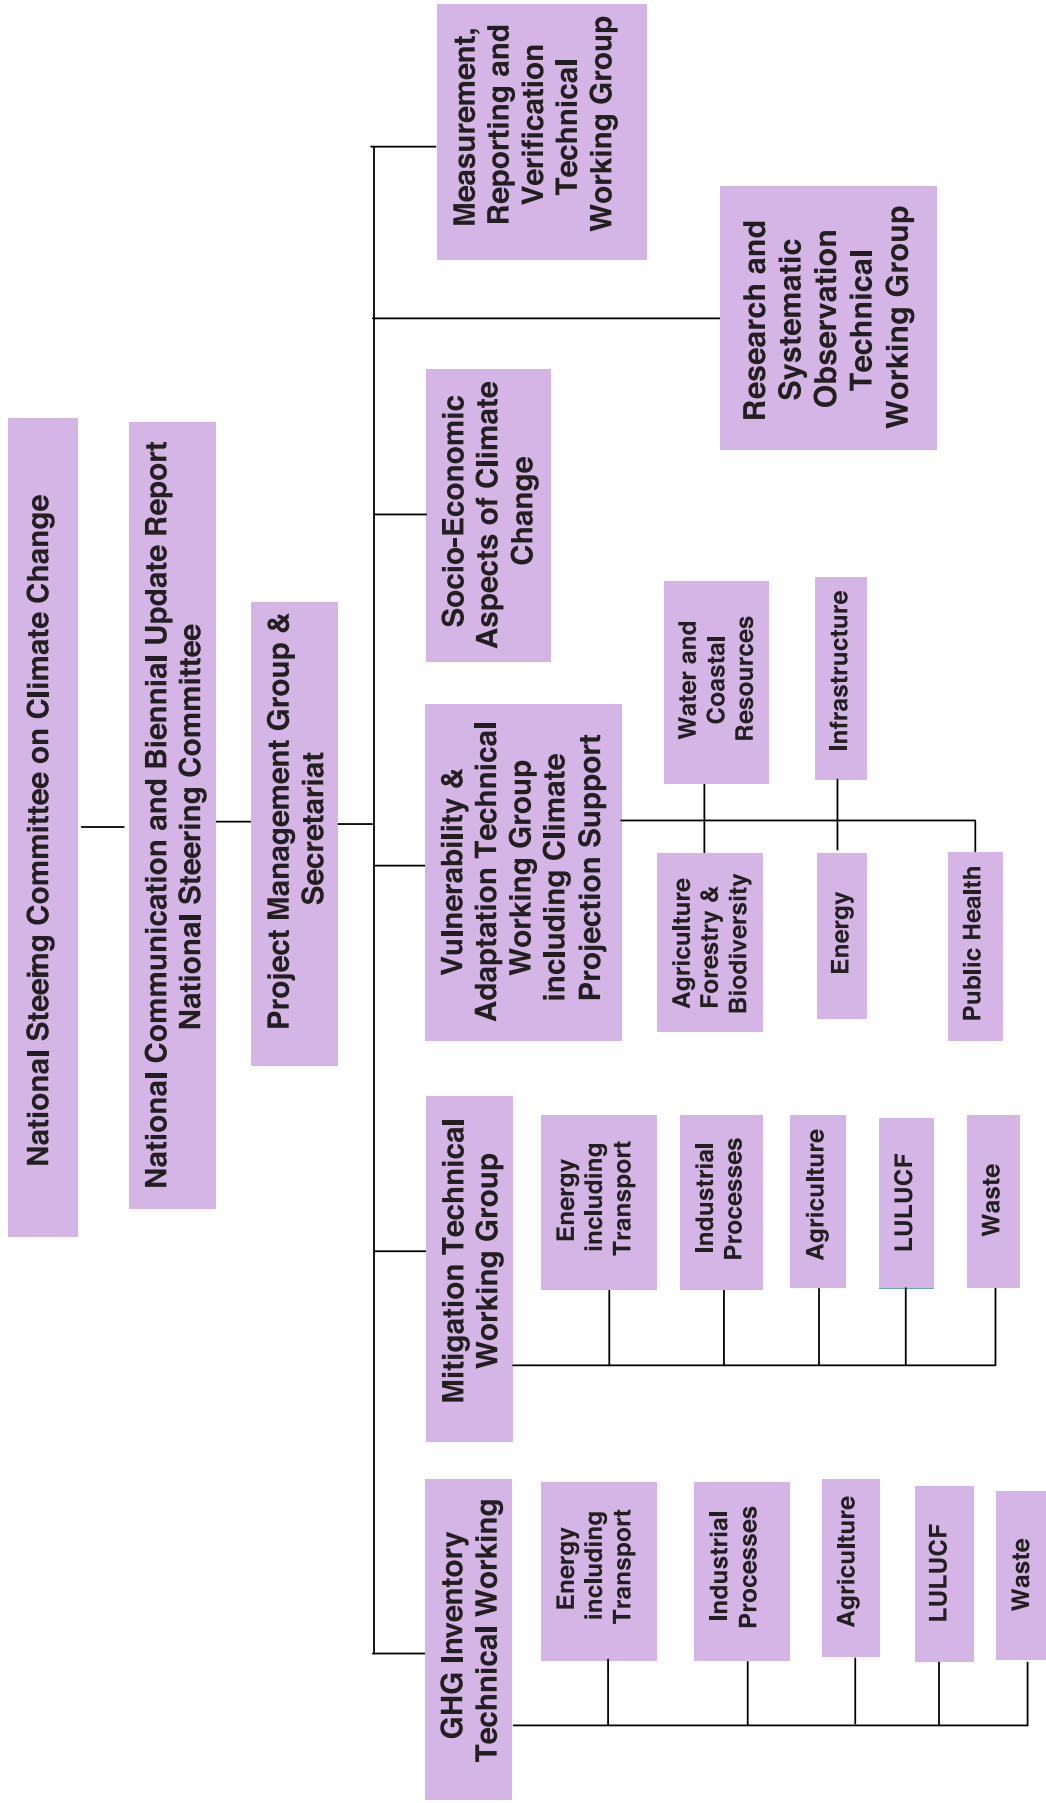 National Steeing Committee on Climate Change
National Communication and Biennial Update Report
National Steering Committee
Project Management Group &
Secretariat
GHG Inventory
Technical Working
Energy
including
Transport
Industrial
Processes
Agriculture
LULUCF
Waste
Mitigation Technical
Working Group
Energy
including
Transport
Industrial
Processes
Agriculture
LULUCF
Waste
Vulnerability &
Adaptation Technical
Working Group
including Climate
Projection Support
Agriculture
Forestry &
Biodiversity
Water and
Coastal
Resources
Energy
Infrastructure
Public Health
Socio-Economic
Aspects of Climate
Change
Research and
Systematic
Observation
Technical
Working Group
Measurement,
Reporting and
Verification
Technical
Working Group